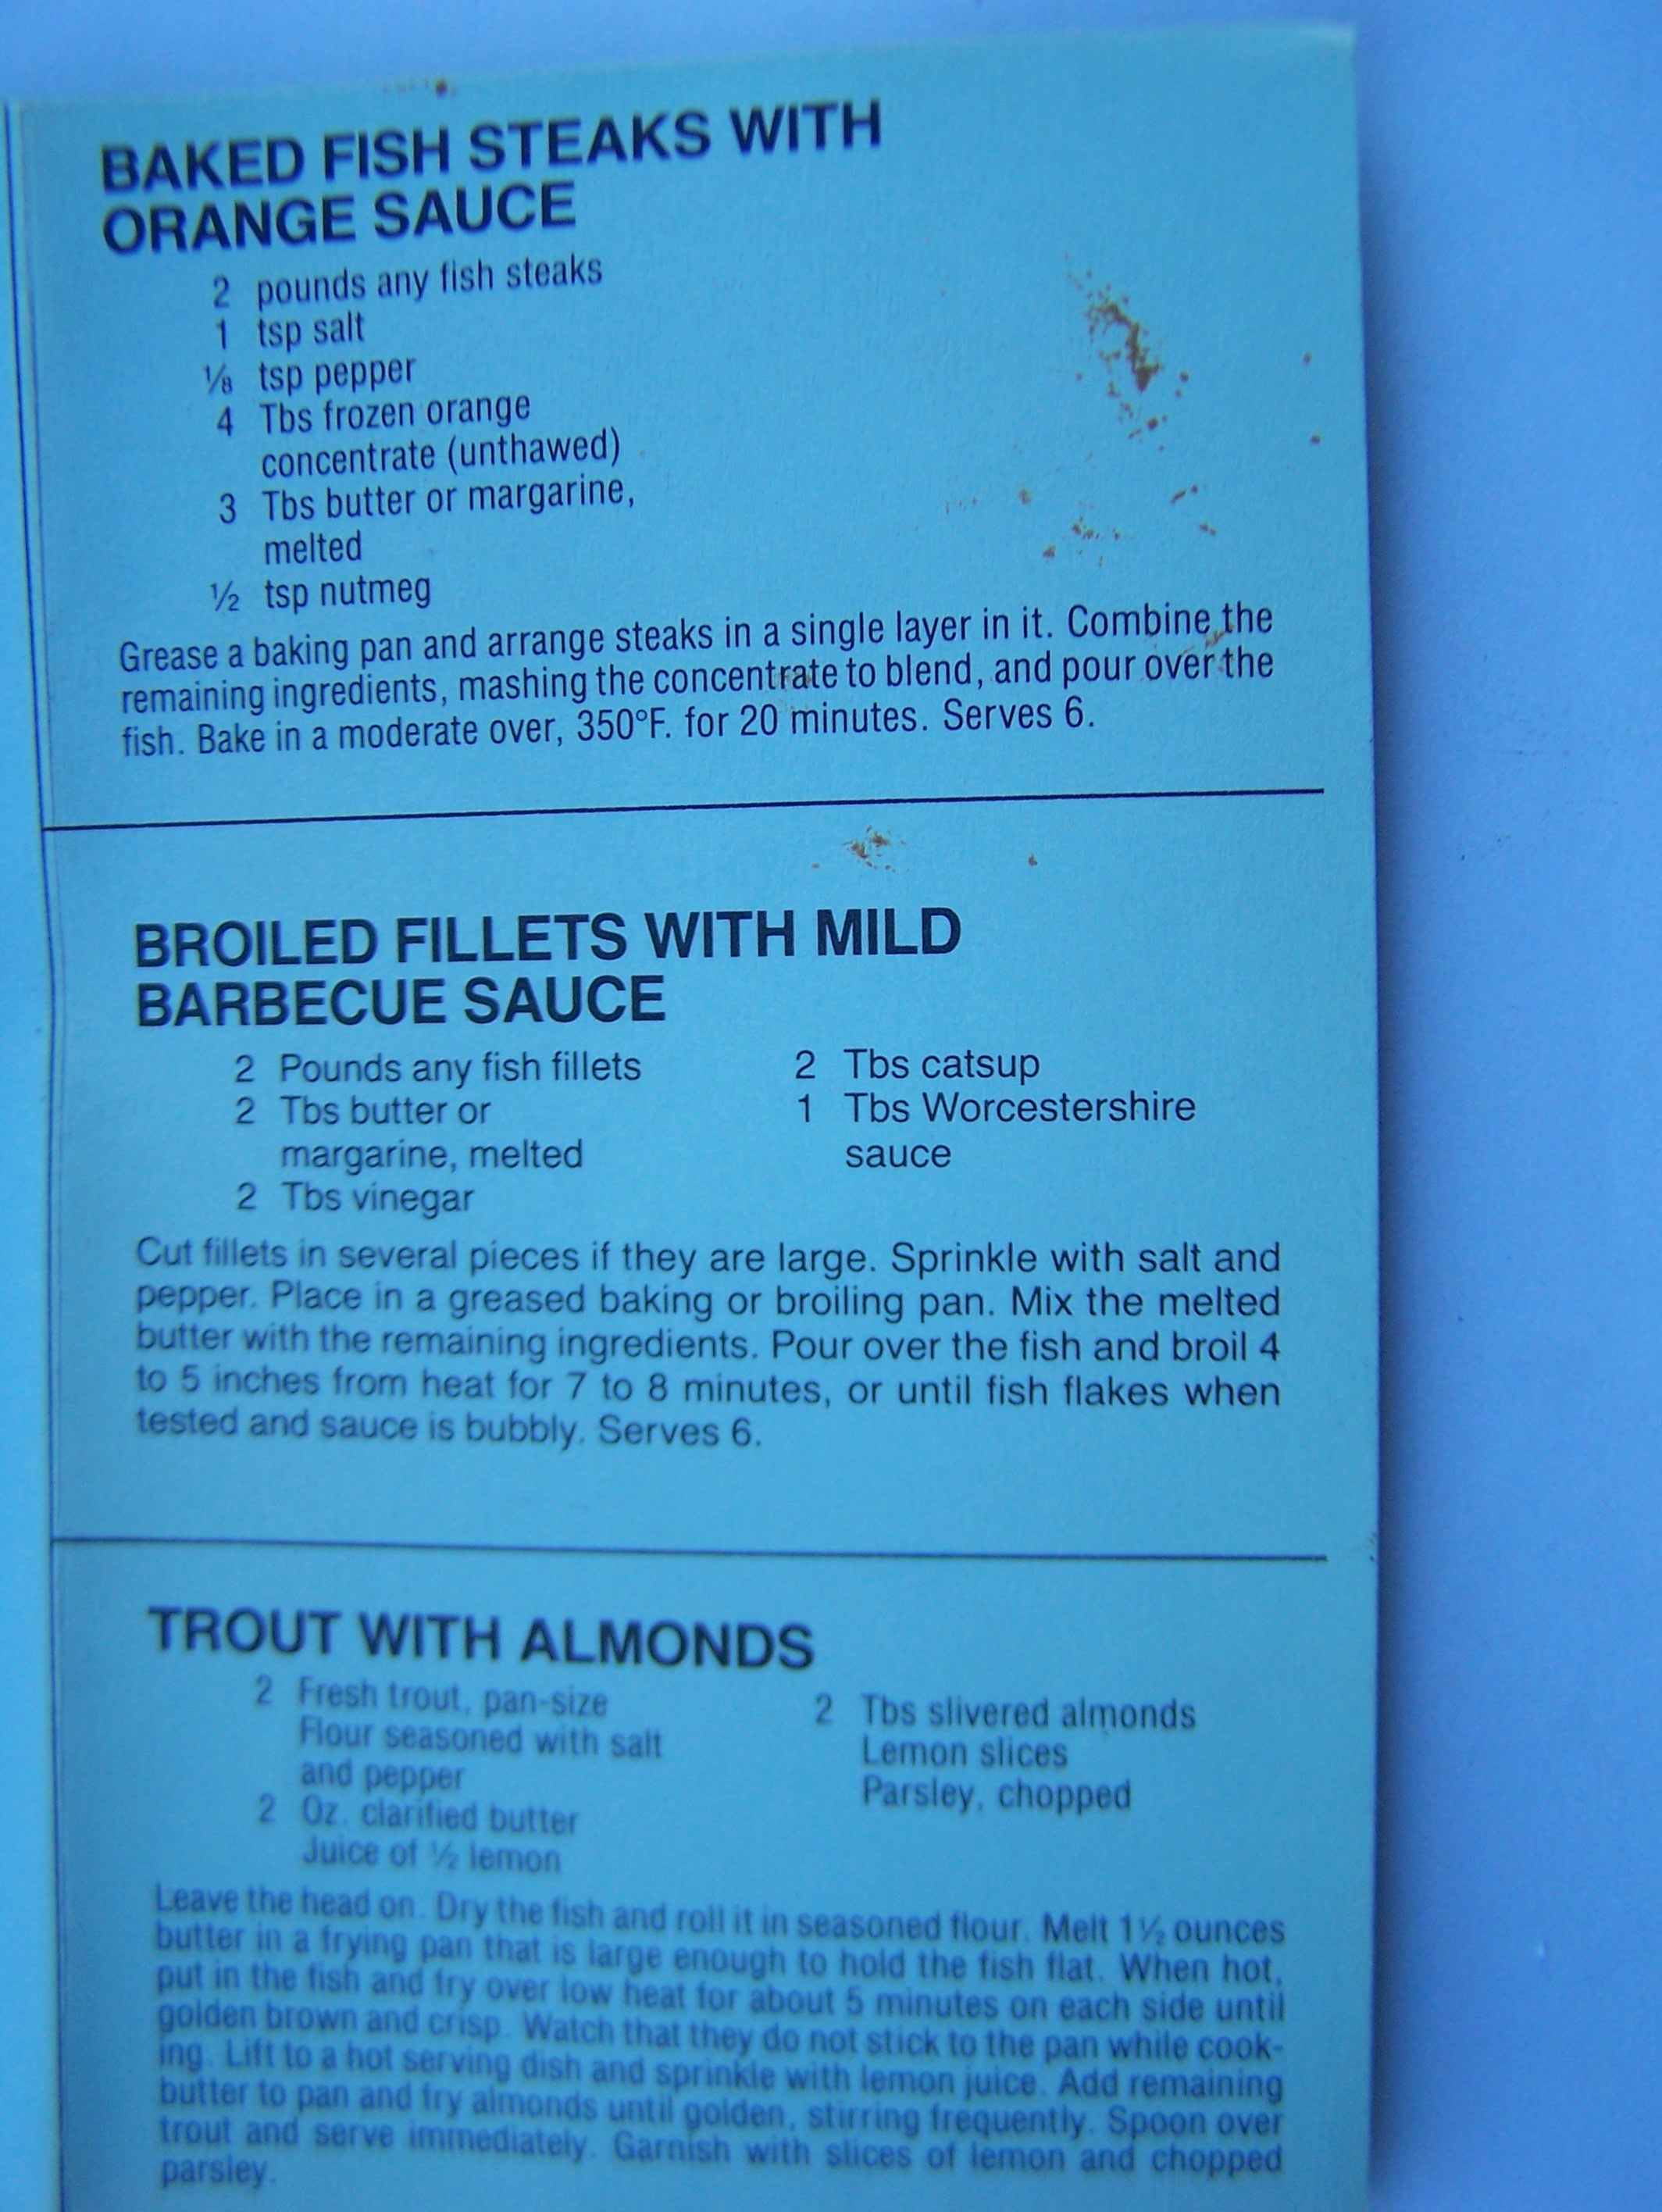 BAKED FISH STEAKS WITH
ORANGE SAUCE
2 pounds any fish steaks
1 tsp salt
⅛ tsp pepper
4 Tbs frozen orange
concentrate (unthawed)
3 Tbs butter or margarine,
melted
½ tsp nutmeg
Grease a baking pan and arrange steaks in a single layer in it. Combine the
remaining ingredients, mashing the concentrate to blend, and pour over the
fish. Bake in a moderate over, 350°F. for 20 minutes. Serves 6.
BROILED FILLETS WITH MILD
BARBECUE SAUCE
2 Pounds any fish fillets
2 Tbs butter or
margarine, melted
2 Tbs vinegar
2 Tbs catsup
1 Tbs Worcestershire
sauce
Cut fillets in several pieces if they are large. Sprinkle with salt and
pepper. Place in a greased baking or broiling pan. Mix the melted
butter with the remaining ingredients. Pour over the fish and broil 4
to 5 inches from heat for 7 to 8 minutes, or until fish flakes when
tested and sauce is bubbly. Serves 6.
TROUT WITH ALMONDS
2 Fresh trout, pan-size
Flour seasoned with salt
and pepper
2 Oz. clarified butter
Juice of ½ lemon
2 Tbs slivered almonds
Lemon slices
Parsley, chopped
Leave the head on. Dry the fish and roll it in seasoned flour. Melt 1½ ounces
butter in a frying pan that is large enough to hold the fish flat. When hot,
put in the fish and fry over low heat for about 5 minutes on each side until
golden brown and crisp. Watch that they do not stick to the pan while cook-
ing. Lift to a hot serving dish and sprinkle with lemon juice. Add remaining
butter to pan and fry almonds until golden, stirring frequently. Spoon over
trout and serve immediately. Garnish with slices of lemon and chopped
parsley.